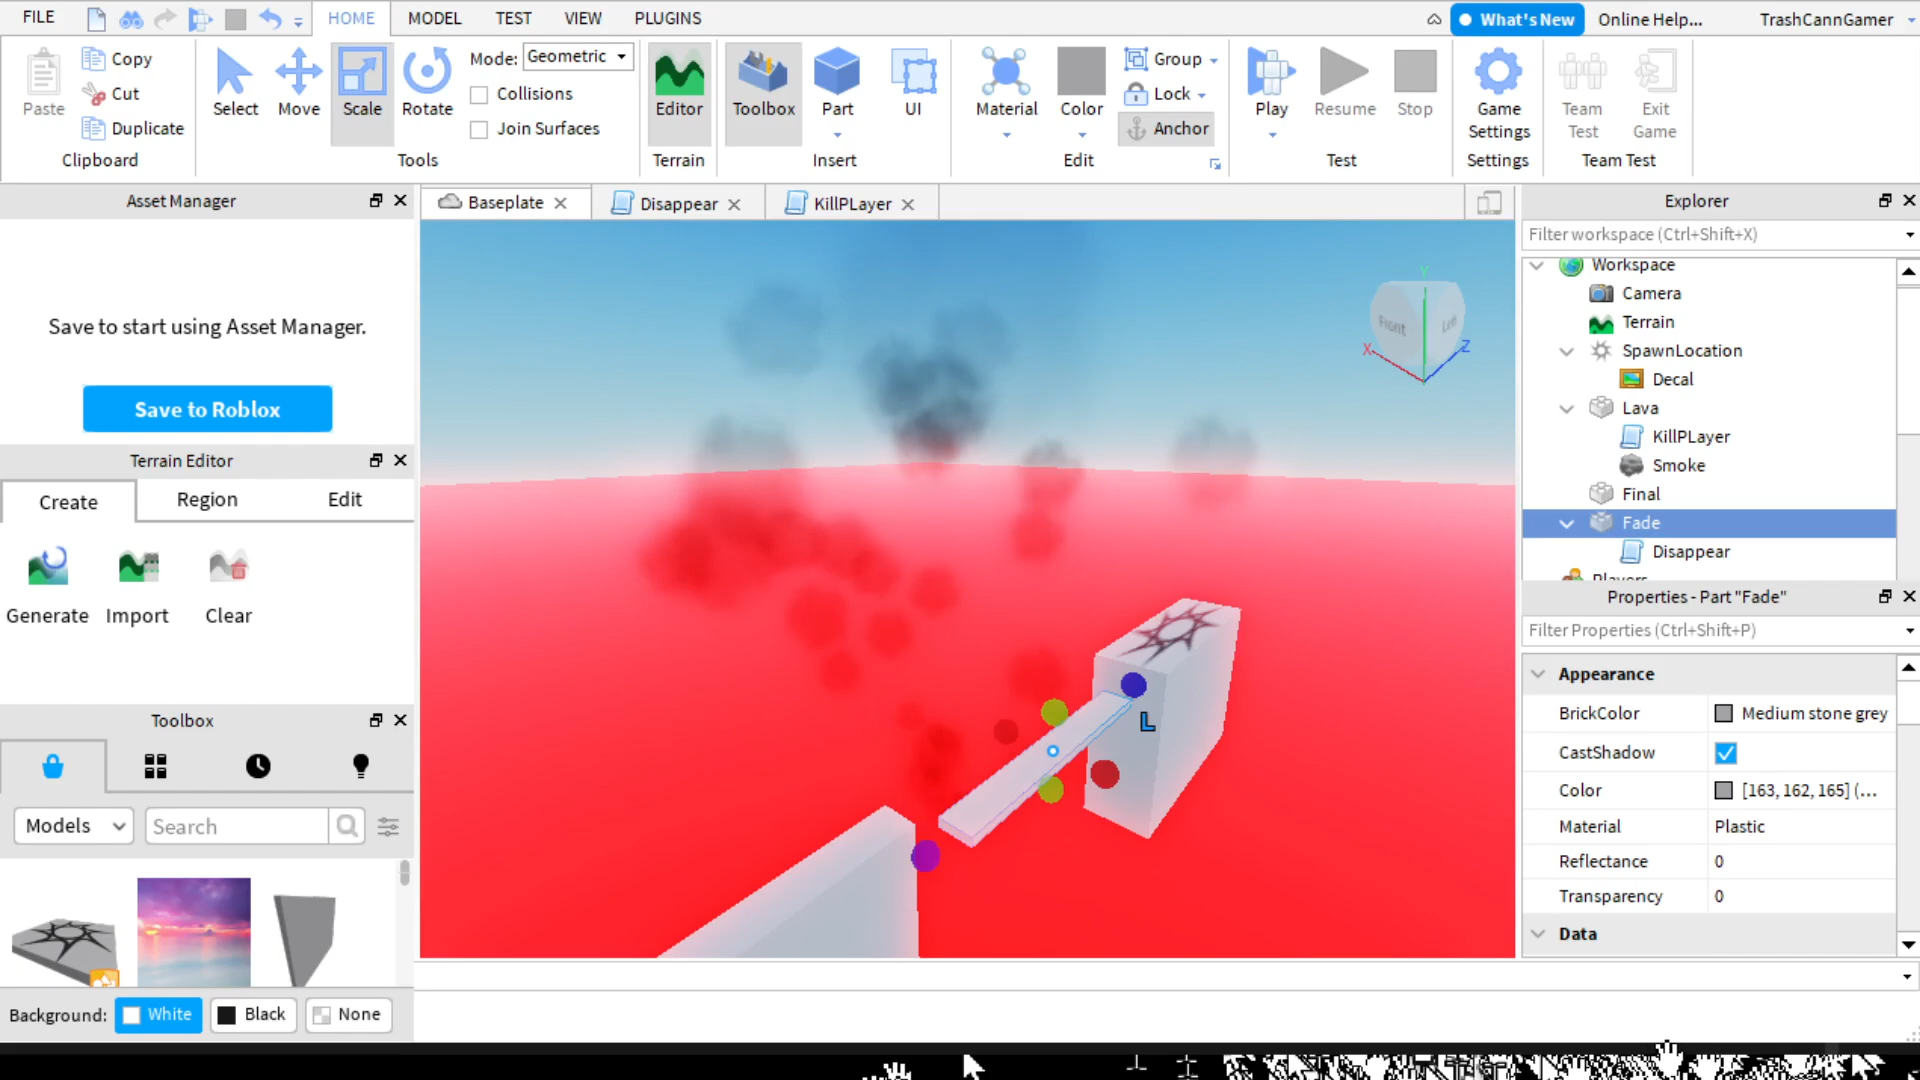 FILE HOME MODEL TEST VIEW PLUGINS What's New Online Help... TrashCannGamer
Paste Copy Cut Duplicate
Clipboard
Select Move Scale Rotate
Mode: Geometric
Collisions
Join Surfaces
Tools
Editor
Terrain
Toolbox Part UI
Insert
Material Color Group Lock Anchor
Edit
Play Resume Stop
Test
Game Settings
Settings
Team Test Exit Game
Team Test
Asset Manager
Save to start using Asset Manager.
Save to Roblox
Terrain Editor
Create Region Edit
Generate Import Clear
Toolbox
Models Search
Background: White Black None
Baseplate Disappear KillPLayer
Front
Y
X
Z
L
Explorer
Filter workspace (Ctrl+Shift+X)
Workspace
Camera
Terrain
SpawnLocation
Decal
Lava
KillPLayer
Smoke
Final
Fade
Disappear
Players
Properties - Part "Fade"
Filter Properties (Ctrl+Shift+P)
Appearance
BrickColor Medium stone grey
CastShadow
Color [163, 162, 165] (...
Material Plastic
Reflectance 0
Transparency 0
Data